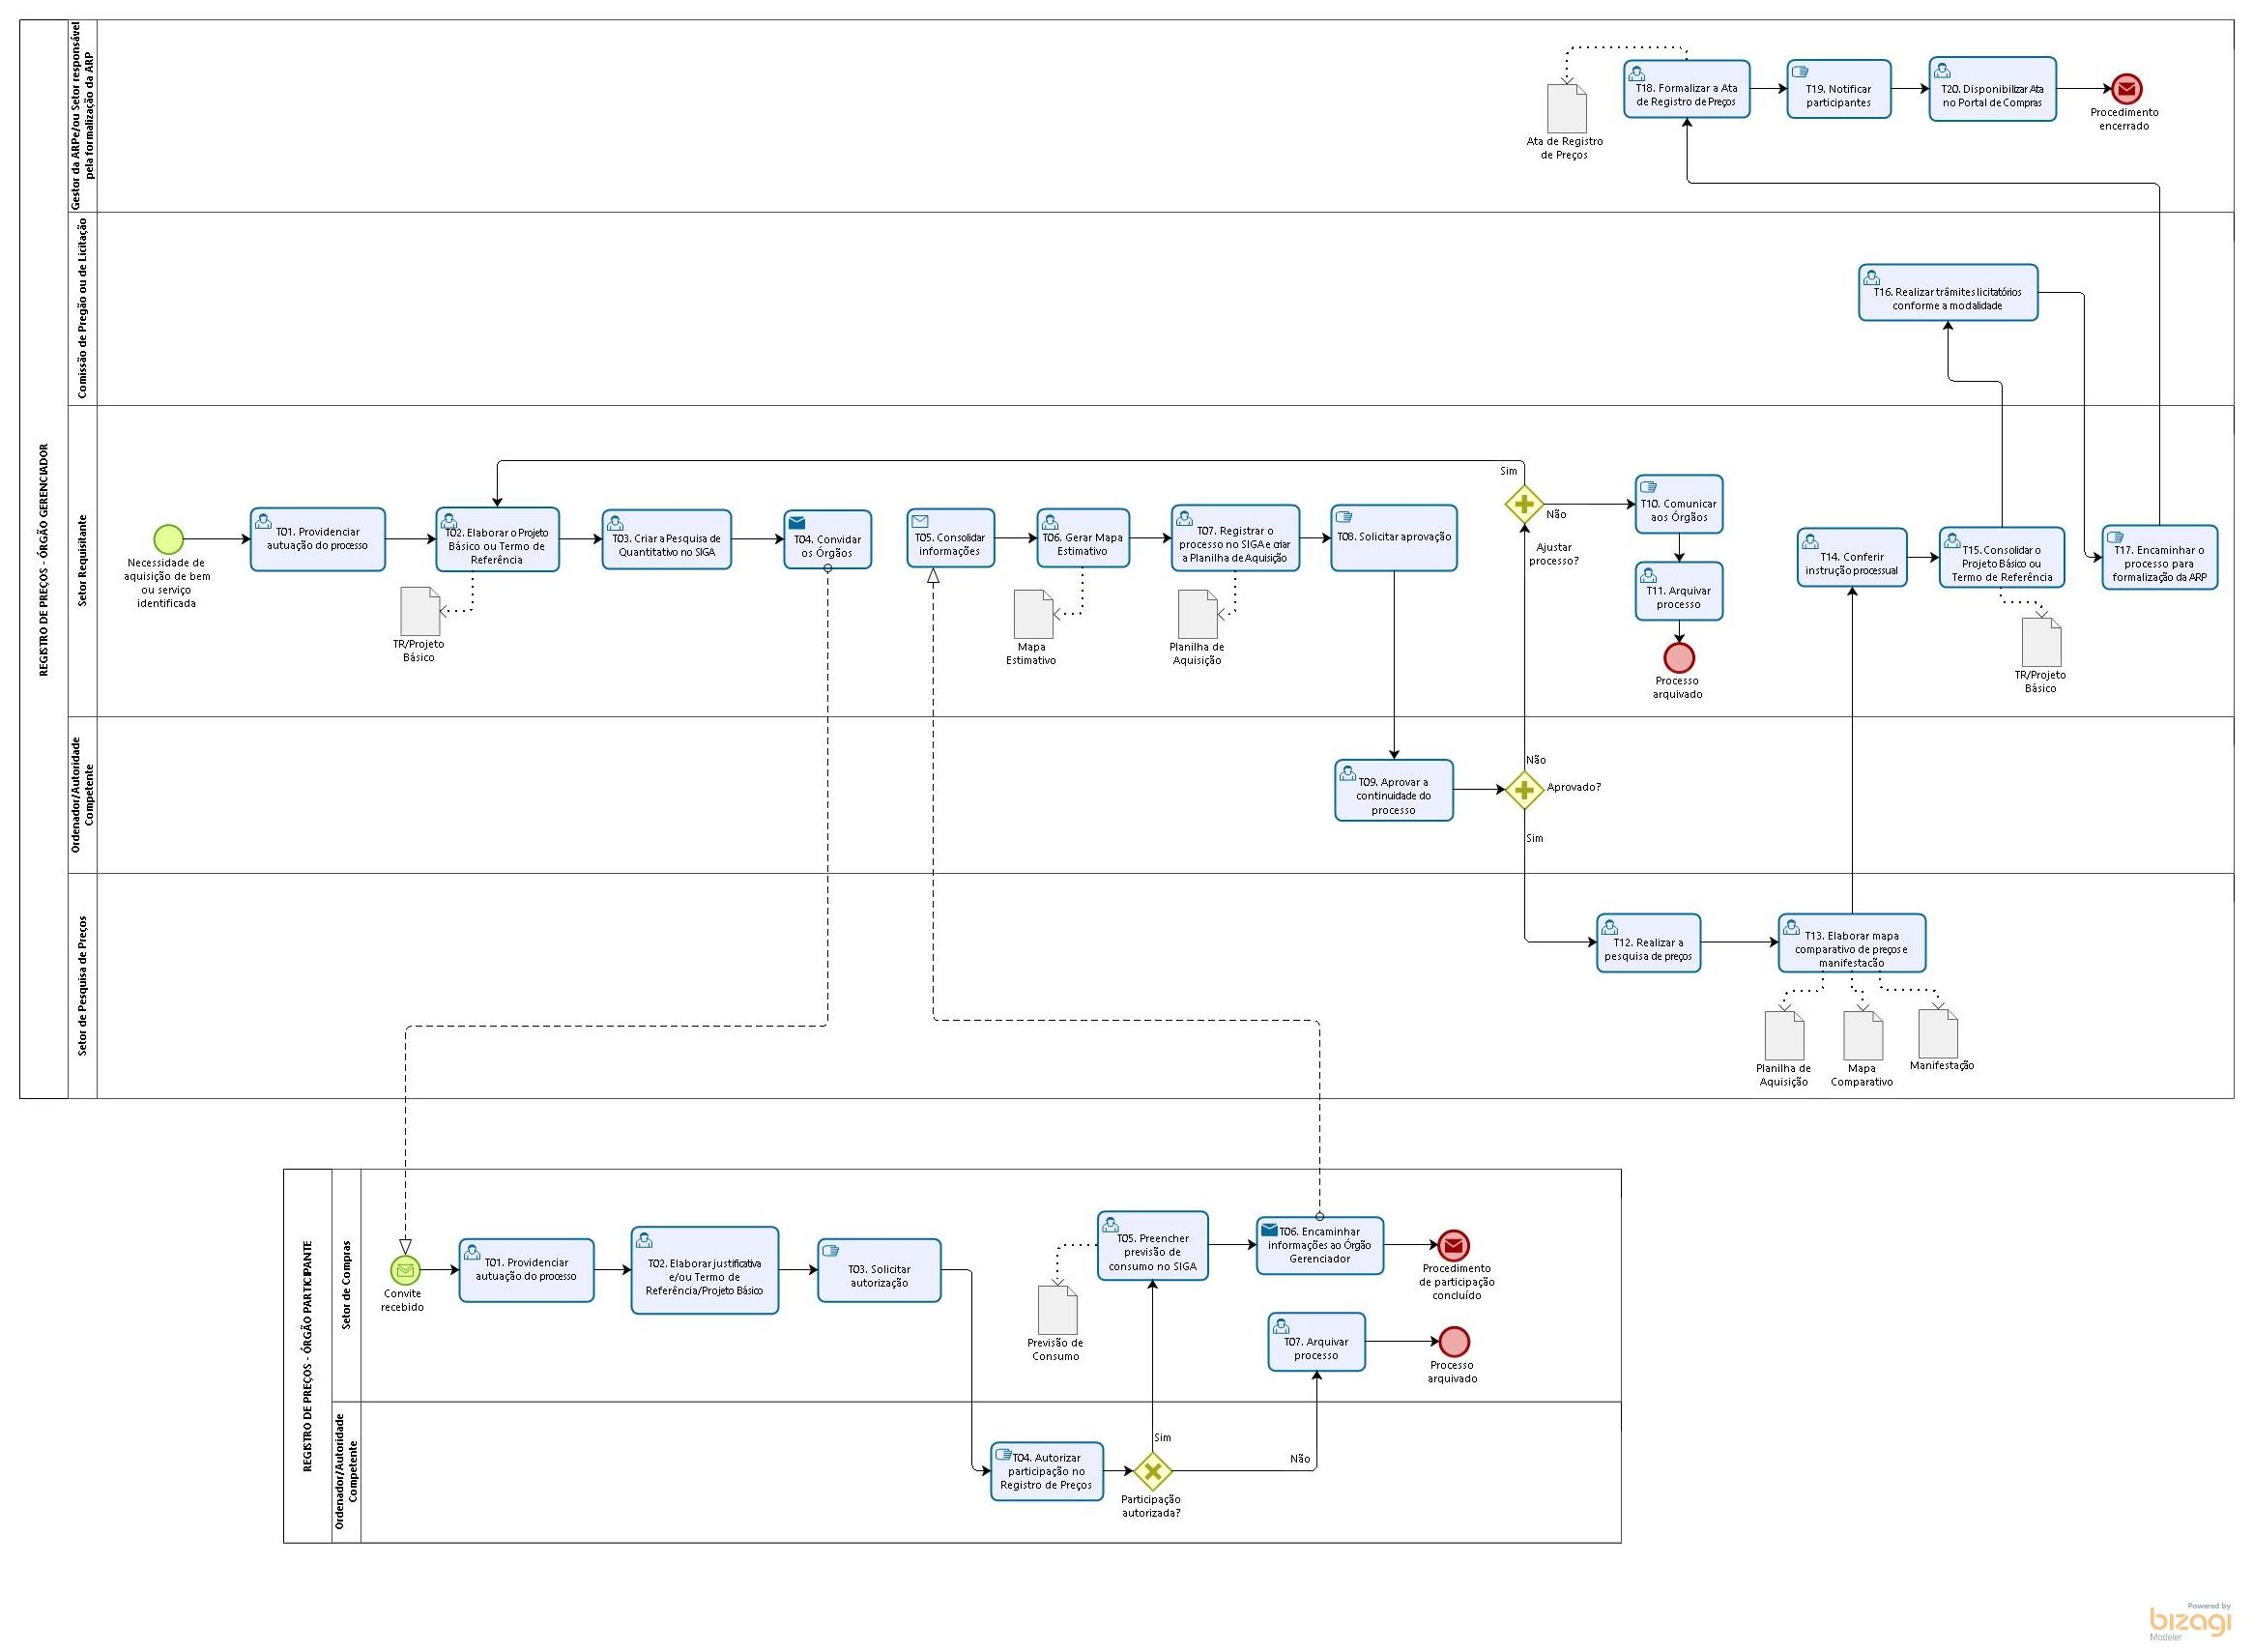 REGISTRO DE PREÇOS - ÓRGÃO GERENCIADOR
Gestor da ARPe/ou Setor responsável
pela formalização da ARP
Ata de Registro
de Preços
T18. Formalizar a Ata
de Registro de Preços
T19. Notificar
participantes
T20. Disponibilizar Ata
no Portal de Compras
Procedimento
encerrado
Comissão de Pregão ou de Licitação
T16. Realizar trâmites licitatórios
conforme a modalidade
Setor Requisitante
Necessidade de
aquisição de bem
ou serviço
identificada
T01. Providenciar
autuação do processo
T02. Elaborar o Projeto
Básico ou Termo de
Referência
TR/Projeto
Básico
T03. Criar a Pesquisa de
Quantitativo no SIGA
T04. Convidar
os Órgãos
T05. Consolidar
informações
T06. Gerar Mapa
Estimativo
Mapa
Estimativo
T07. Registrar o
processo no SIGA e criar
a Planilha de Aquisição
Planilha de
Aquisição
T08. Solicitar aprovação
Sim
Não
Ajustar
processo?
T10. Comunicar
aos Órgãos
T11. Arquivar
processo
Processo
arquivado
T14. Conferir
instrução processual
T15. Consolidar o
Projeto Básico ou
Termo de Referência
TR/Projeto
Básico
T17. Encaminhar o
processo para
formalização da ARP
Ordenador/Autoridade
Competente
T09. Aprovar a
continuidade do
processo
Não
Aprovado?
Sim
Setor de Pesquisa de Preços
T12. Realizar a
pesquisa de preços
T13. Elaborar mapa
comparativo de preços e
manifestacão
Planilha de
Aquisição
Mapa
Comparativo
Manifestação
REGISTRO DE PREÇOS - ÓRGÃO PARTICIPANTE
Setor de Compras
Convite
recebido
T01. Providenciar
autuação do processo
T02. Elaborar justificativa
e/ou Termo de
Referência/Projeto Básico
T03. Solicitar
autorização
T05. Preencher
previsão de
consumo no SIGA
Previsão de
Consumo
T06. Encaminhar
informações ao Órgão
Gerenciador
Procedimento
de participação
concluído
T07. Arquivar
processo
Processo
arquivado
Ordenador/Autoridade
Competente
T04. Autorizar
participação no
Registro de Preços
Sim
Não
Participação
autorizada?
Powered by
bizagi
Modeler